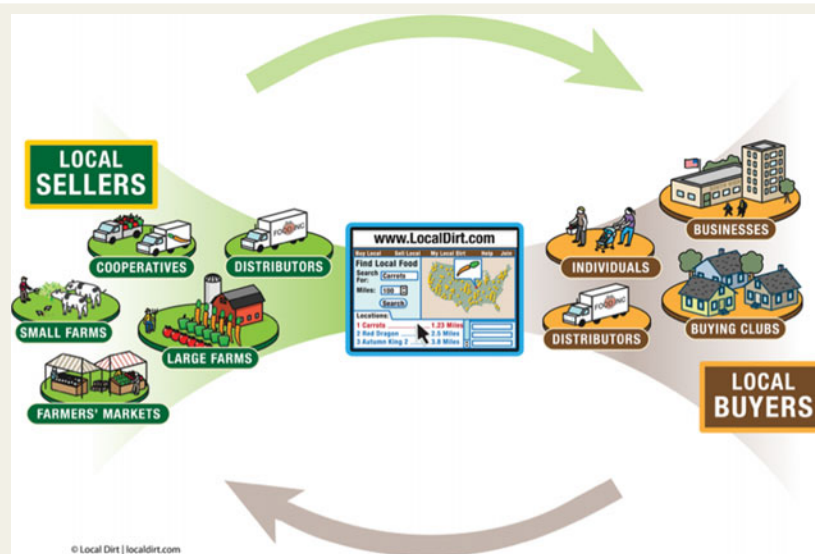 LOCAL
SELLERS
COOPERATIVES
DISTRIBUTORS
SMALL FARMS
LARGE FARMS
FARMERS' MARKETS
www.LocalDirt.com
Buy Local Sell Local My Local Dirt Help Join
Find Local Food
Search
For: Carrots
Miles: 100
Search
Locations:
1 Carrots ........ 1.23 Miles
2 Red Dragon ........ 2.5 Miles
3 Autumn King 2 ..... 3.8 Miles
BUSINESSES
INDIVIDUALS
DISTRIBUTORS
BUYING CLUBS
LOCAL
BUYERS
© Local Dirt | localdirt.com